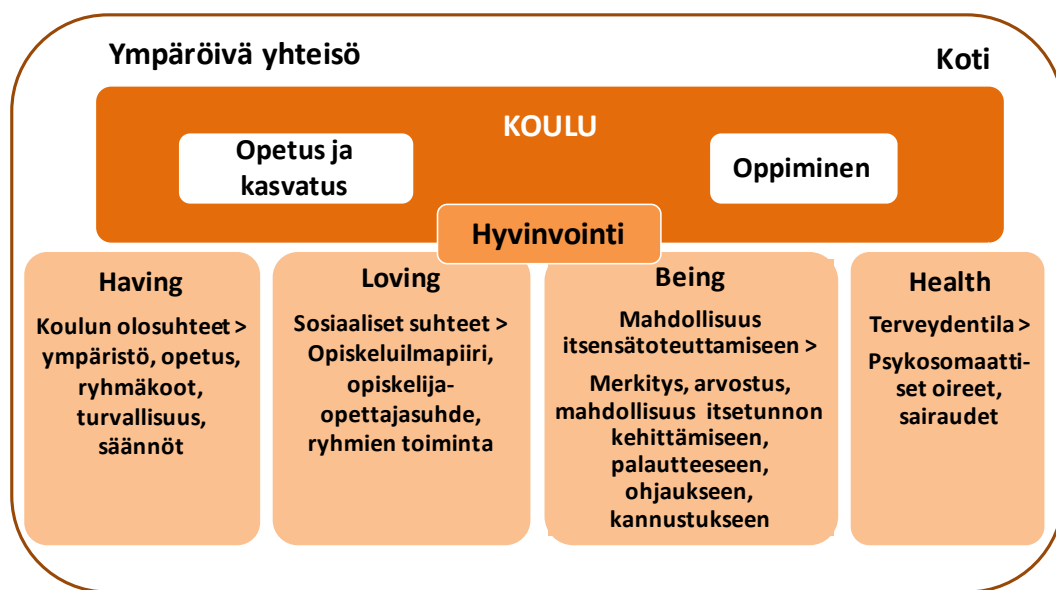 Ympäröivä yhteisö
Koti
KOULU
Opetus ja
kasvatus
Oppiminen
Hyvinvointi
Having
Koulun olosuhteet >
ympäristö, opetus,
ryhmäkoot,
turvallisuus,
säännöt
Loving
Sosiaaliset suhteet >
Opiskeluilmapiiri,
opiskelija-
opettajasuhde,
ryhmien toiminta
Being
Mahdollisuus
itsensätoteuttamiseen >
Merkitys, arvostus,
mahdollisuus itsetunnon
kehittämiseen,
palautteeseen,
ohjaukseen,
kannustukseen
Health
Terveydentila >
Psykosomaatti-
set oireet,
sairaudet